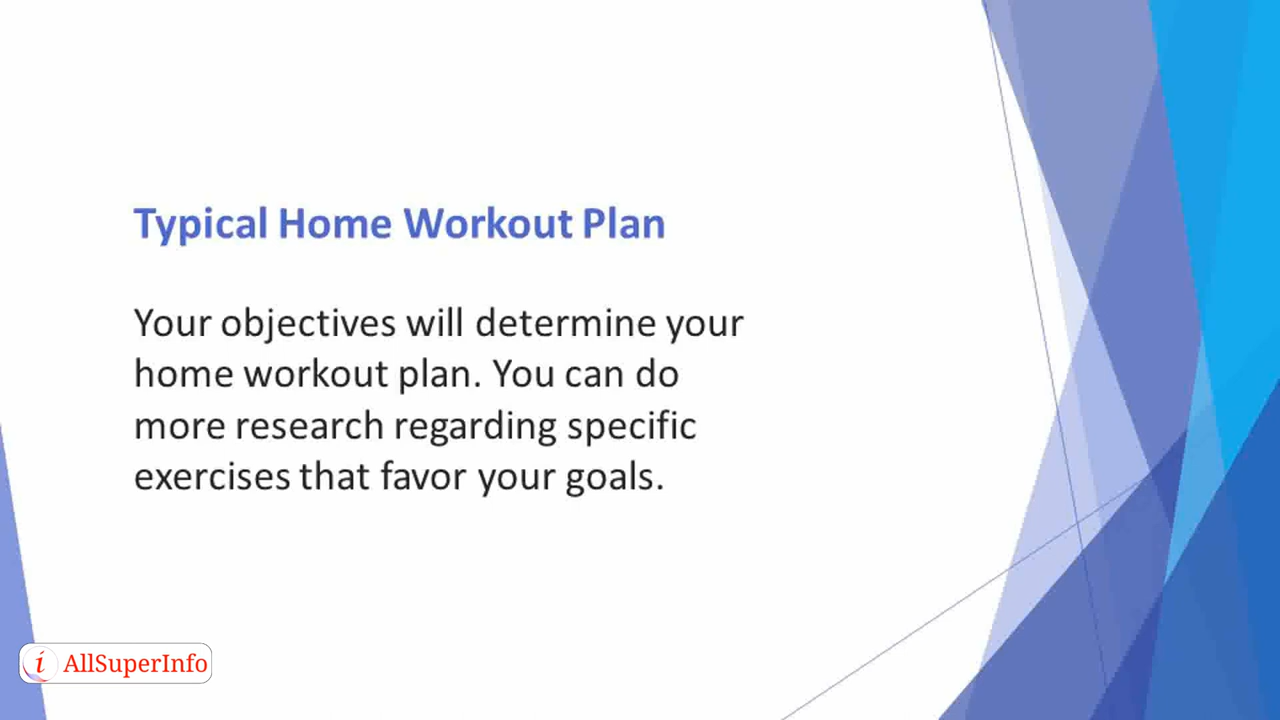 Typical Home Workout Plan
Your objectives will determine your
home workout plan. You can do
more research regarding specific
exercises that favor your goals.
i AllSuperInfo